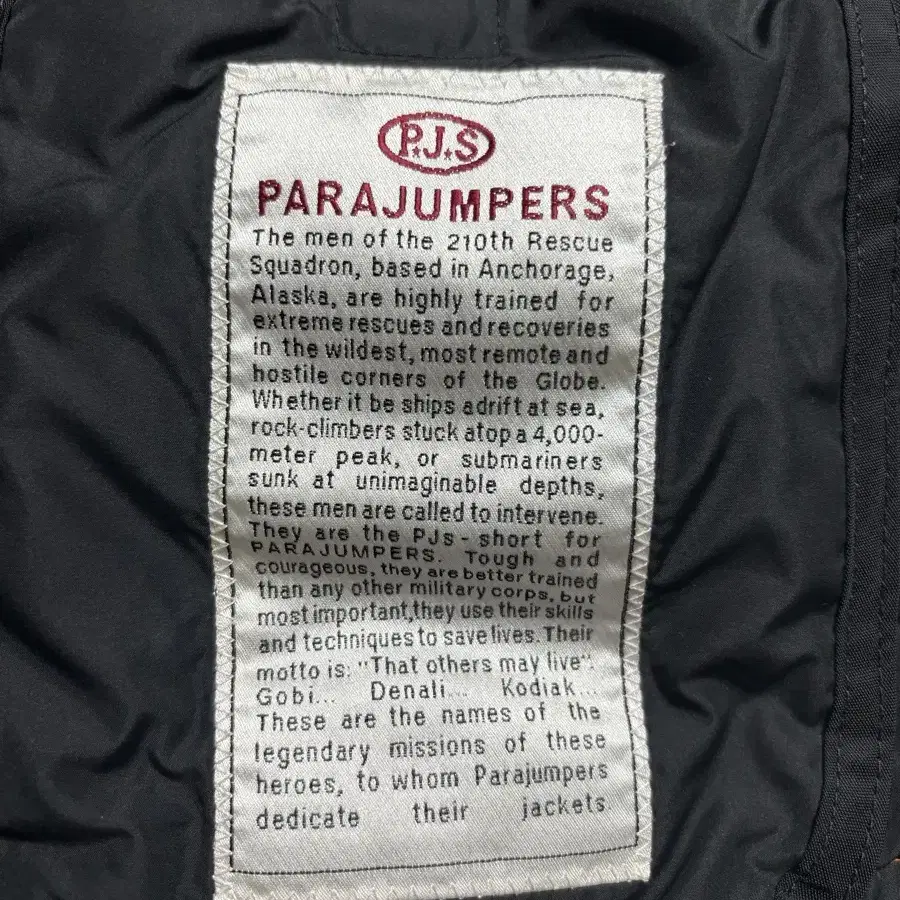 P.J.S
PARAJUMPERS
The men of the 210th Rescue
Squadron, based in Anchorage,
Alaska, are highly trained for
extreme rescues and recoveries
in the wildest, most remote and
hostile corners of the Globe.
Whether it be ships adrift at sea,
rock-climbers stuck atop a 4,000-
meter peak, or submariners
sunk at unimaginable depths,
these men are called to intervene.
They are the PJs - short for
PARAJUMPERS. Tough and
courageous, they are better trained
than any other military corps, but
most important,they use their skills
and techniques to save lives. Their
motto is: "That others may live".
Gobi... Denali... Kodiak...
These are the names of the
legendary missions of these
heroes, to whom Parajumpers
dedicate their jackets